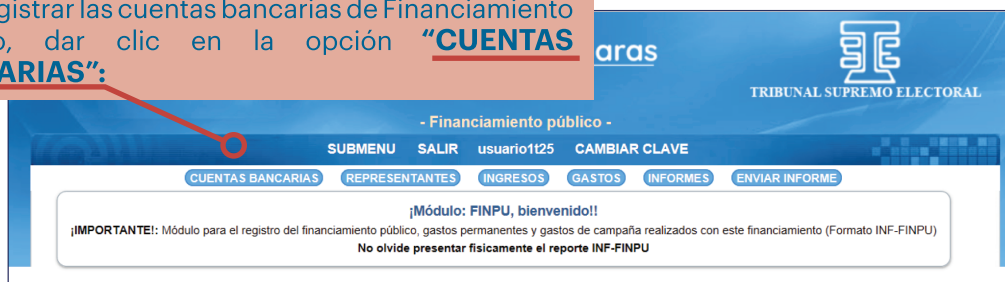 gistrar las cuentas bancarias de Financiamiento
o, dar clic en la opción “CUENTAS
ARIAS”:
aras
TRIBUNAL SUPREMO ELECTORAL
- Financiamiento público -
SUBMENU SALIR usuario1t25 CAMBIAR CLAVE
CUENTAS BANCARIAS REPRESENTANTES INGRESOS GASTOS INFORMES ENVIAR INFORME
¡Módulo: FINPU, bienvenido!!
¡IMPORTANTE!: Módulo para el registro del financiamiento público, gastos permanentes y gastos de campaña realizados con este financiamiento (Formato INF-FINPU)
No olvide presentar fisicamente el reporte INF-FINPU